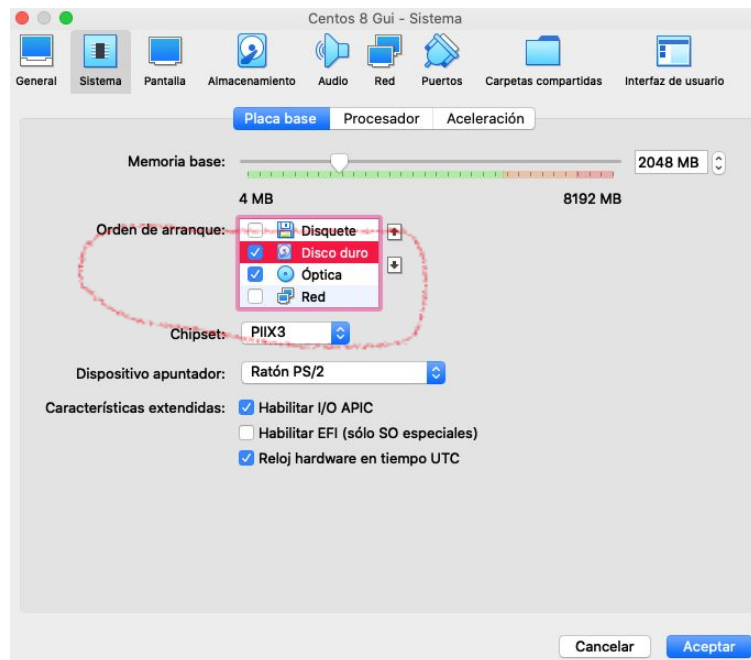 Centos 8 Gui - Sistema
General Sistema Pantalla Almacenamiento Audio Red Puertos Carpetas compartidas Interfaz de usuario
Placa base Procesador Aceleración
Memoria base: 2048 MB
4 MB 8192 MB
Orden de arranque: Disquete
Disco duro
Óptica
Red
Chipset: PIIX3
Dispositivo apuntador: Ratón PS/2
Características extendidas: Habilitar I/O APIC
Habilitar EFI (sólo SO especiales)
Reloj hardware en tiempo UTC
Cancelar Aceptar